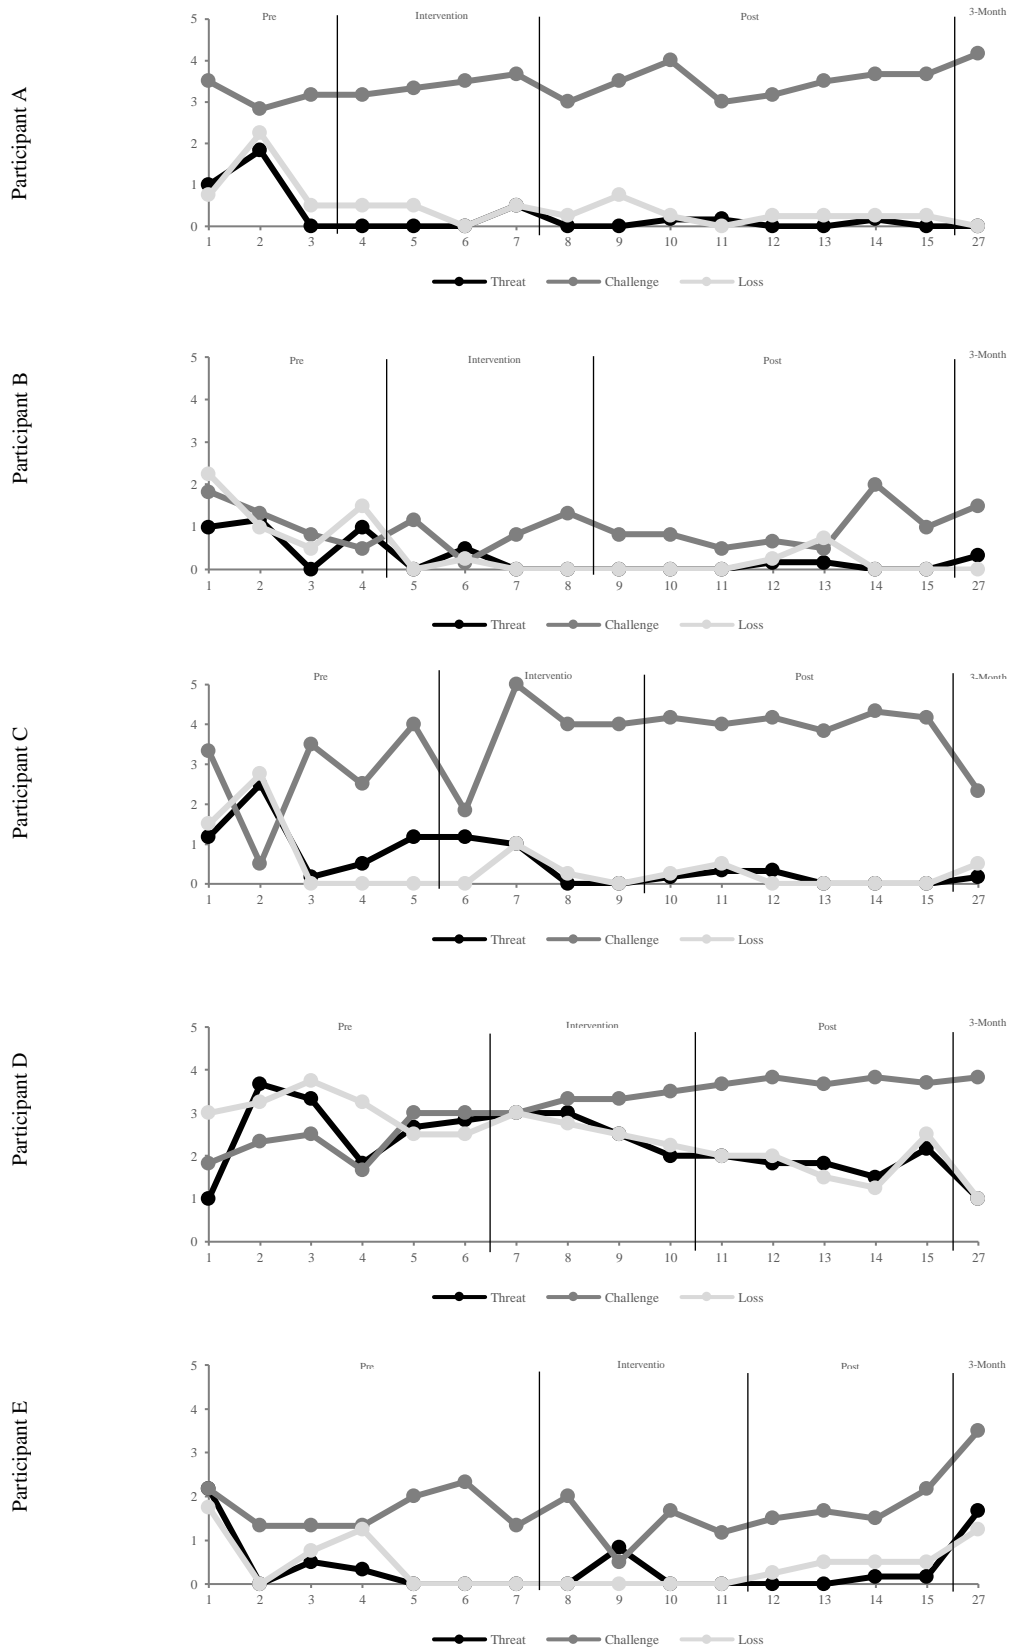 Pre Intervention Post 3-Month
Participant A
5
4
3
2
1
0
1 2 3 4 5 6 7 8 9 10 11 12 13 14 15 27
Threat Challenge Loss
Pre Intervention Post 3-Month
Participant B
5
4
3
2
1
0
1 2 3 4 5 6 7 8 9 10 11 12 13 14 15 27
Threat Challenge Loss
Pre Interventio Post 3-Month
Participant C
5
4
3
2
1
0
1 2 3 4 5 6 7 8 9 10 11 12 13 14 15 27
Threat Challenge Loss
Pre Intervention Post 3-Month
Participant D
5
4
3
2
1
0
1 2 3 4 5 6 7 8 9 10 11 12 13 14 15 27
Threat Challenge Loss
Pre Interventio Post 3-Month
Participant E
5
4
3
2
1
0
1 2 3 4 5 6 7 8 9 10 11 12 13 14 15 27
Threat Challenge Loss